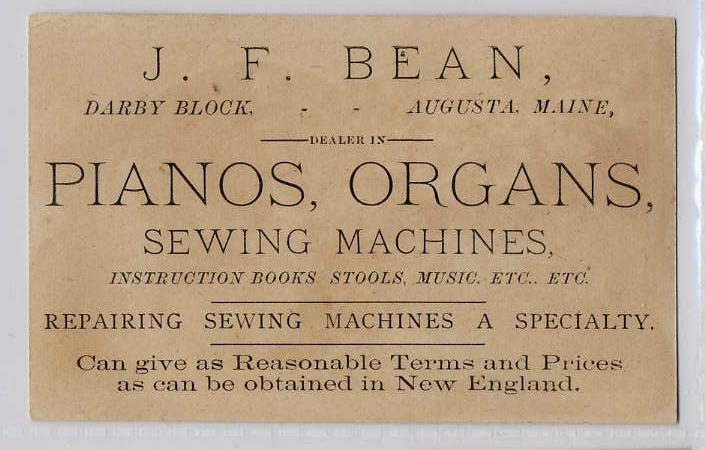 J. F. BEAN,
DARBY BLOCK, - - AUGUSTA, MAINE,
DEALER IN
PIANOS, ORGANS,
SEWING MACHINES,
INSTRUCTION BOOKS STOOLS, MUSIC, ETC., ETC.
REPAIRING SEWING MACHINES A SPECIALTY.
Can give as Reasonable Terms and Prices
as can be obtained in New England.